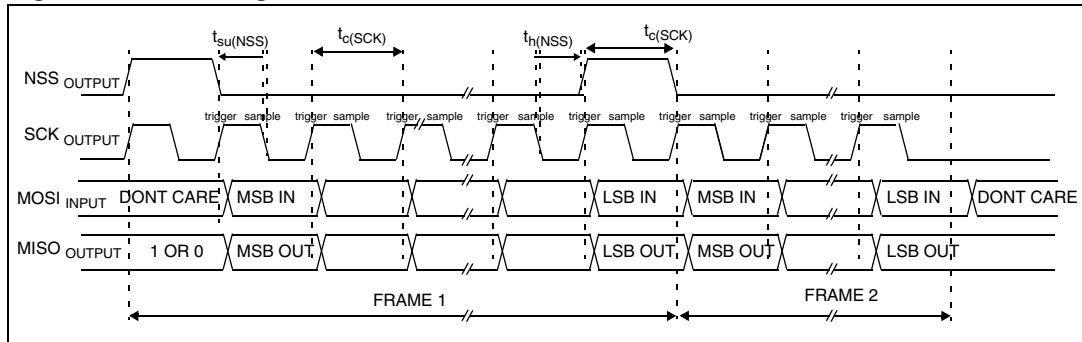 tsu(NSS) tc(SCK) th(NSS) tc(SCK)
NSS OUTPUT
trigger sample trigger sample trigger sample trigger sample trigger sample trigger sample trigger sample trigger sample
SCK OUTPUT
MOSI INPUT DONT CARE MSB IN LSB IN MSB IN LSB IN DONT CARE
MISO OUTPUT 1 OR 0 MSB OUT LSB OUT MSB OUT LSB OUT
FRAME 1 FRAME 2